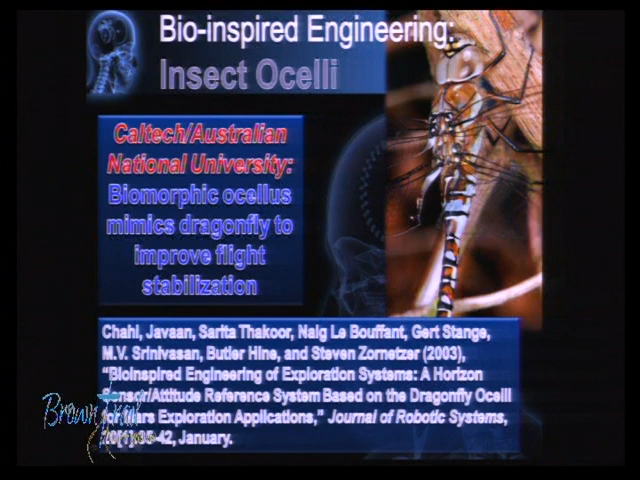 Bio-inspired Engineering:
Insect Ocelli
Caltech/Australian
National University:
Biomorphic ocellus
mimics dragonfly to
improve flight
stabilization
Chahl, Javaan, Sarita Thakoor, Naig Le Bouffant, Gert Stange,
M.V. Srinivasan, Butler Hine, and Steven Zornetzer (2003),
"Bioinspired Engineering of Exploration Systems: A Horizon
Sensor/Attitude Reference System Based on the Dragonfly Ocelli
for Mars Exploration Applications," Journal of Robotic Systems,
42, January.
Brown Trail